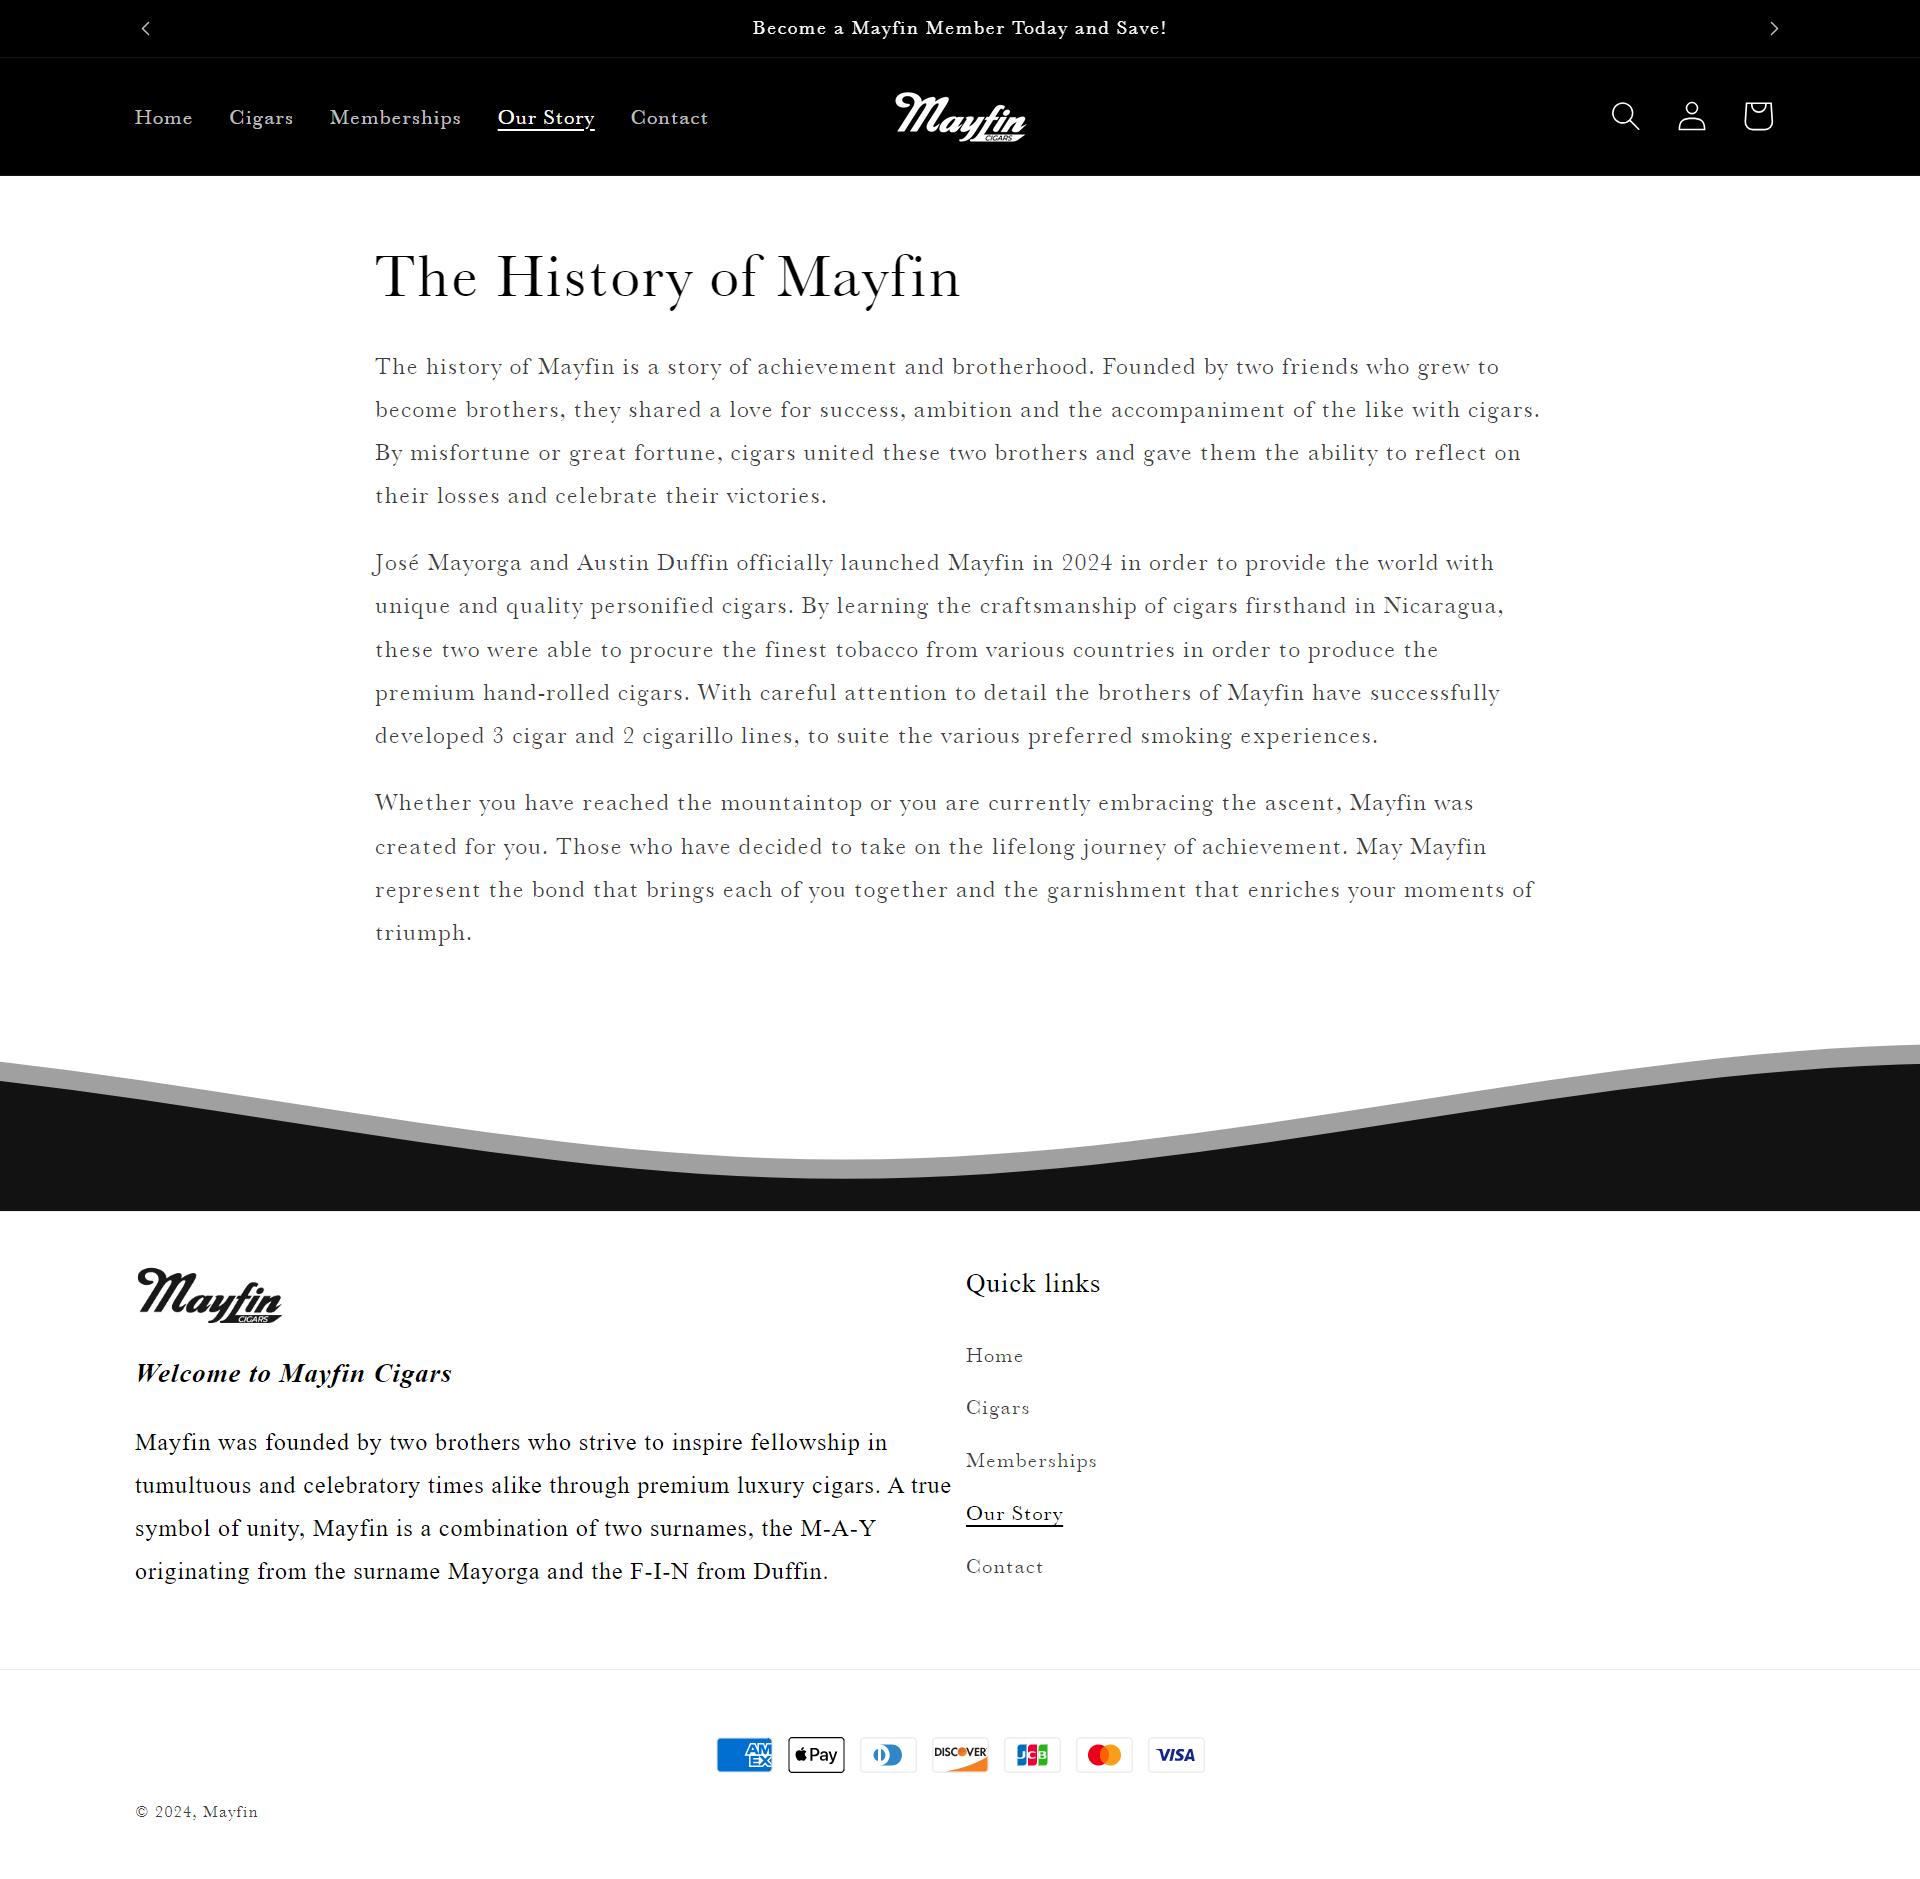 Become a Mayfin Member Today and Save!
Home
Cigars
Memberships
Our Story
Contact
Mayfin
CIGARS
The History of Mayfin
The history of Mayfin is a story of achievement and brotherhood. Founded by two friends who grew to
become brothers, they shared a love for success, ambition and the accompaniment of the like with cigars.
By misfortune or great fortune, cigars united these two brothers and gave them the ability to reflect on
their losses and celebrate their victories.
José Mayorga and Austin Duffin officially launched Mayfin in 2024 in order to provide the world with
unique and quality personified cigars. By learning the craftsmanship of cigars firsthand in Nicaragua,
these two were able to procure the finest tobacco from various countries in order to produce the
premium hand-rolled cigars. With careful attention to detail the brothers of Mayfin have successfully
developed 3 cigar and 2 cigarillo lines, to suite the various preferred smoking experiences.
Whether you have reached the mountaintop or you are currently embracing the ascent, Mayfin was
created for you. Those who have decided to take on the lifelong journey of achievement. May Mayfin
represent the bond that brings each of you together and the garnishment that enriches your moments of
triumph.
Mayfin
CIGARS
Welcome to Mayfin Cigars
Mayfin was founded by two brothers who strive to inspire fellowship in
tumultuous and celebratory times alike through premium luxury cigars. A true
symbol of unity, Mayfin is a combination of two surnames, the M-A-Y
originating from the surname Mayorga and the F-I-N from Duffin.
Quick links
Home
Cigars
Memberships
Our Story
Contact
AM
EX
Pay
DISCOVER
JCB
VISA
© 2024, Mayfin